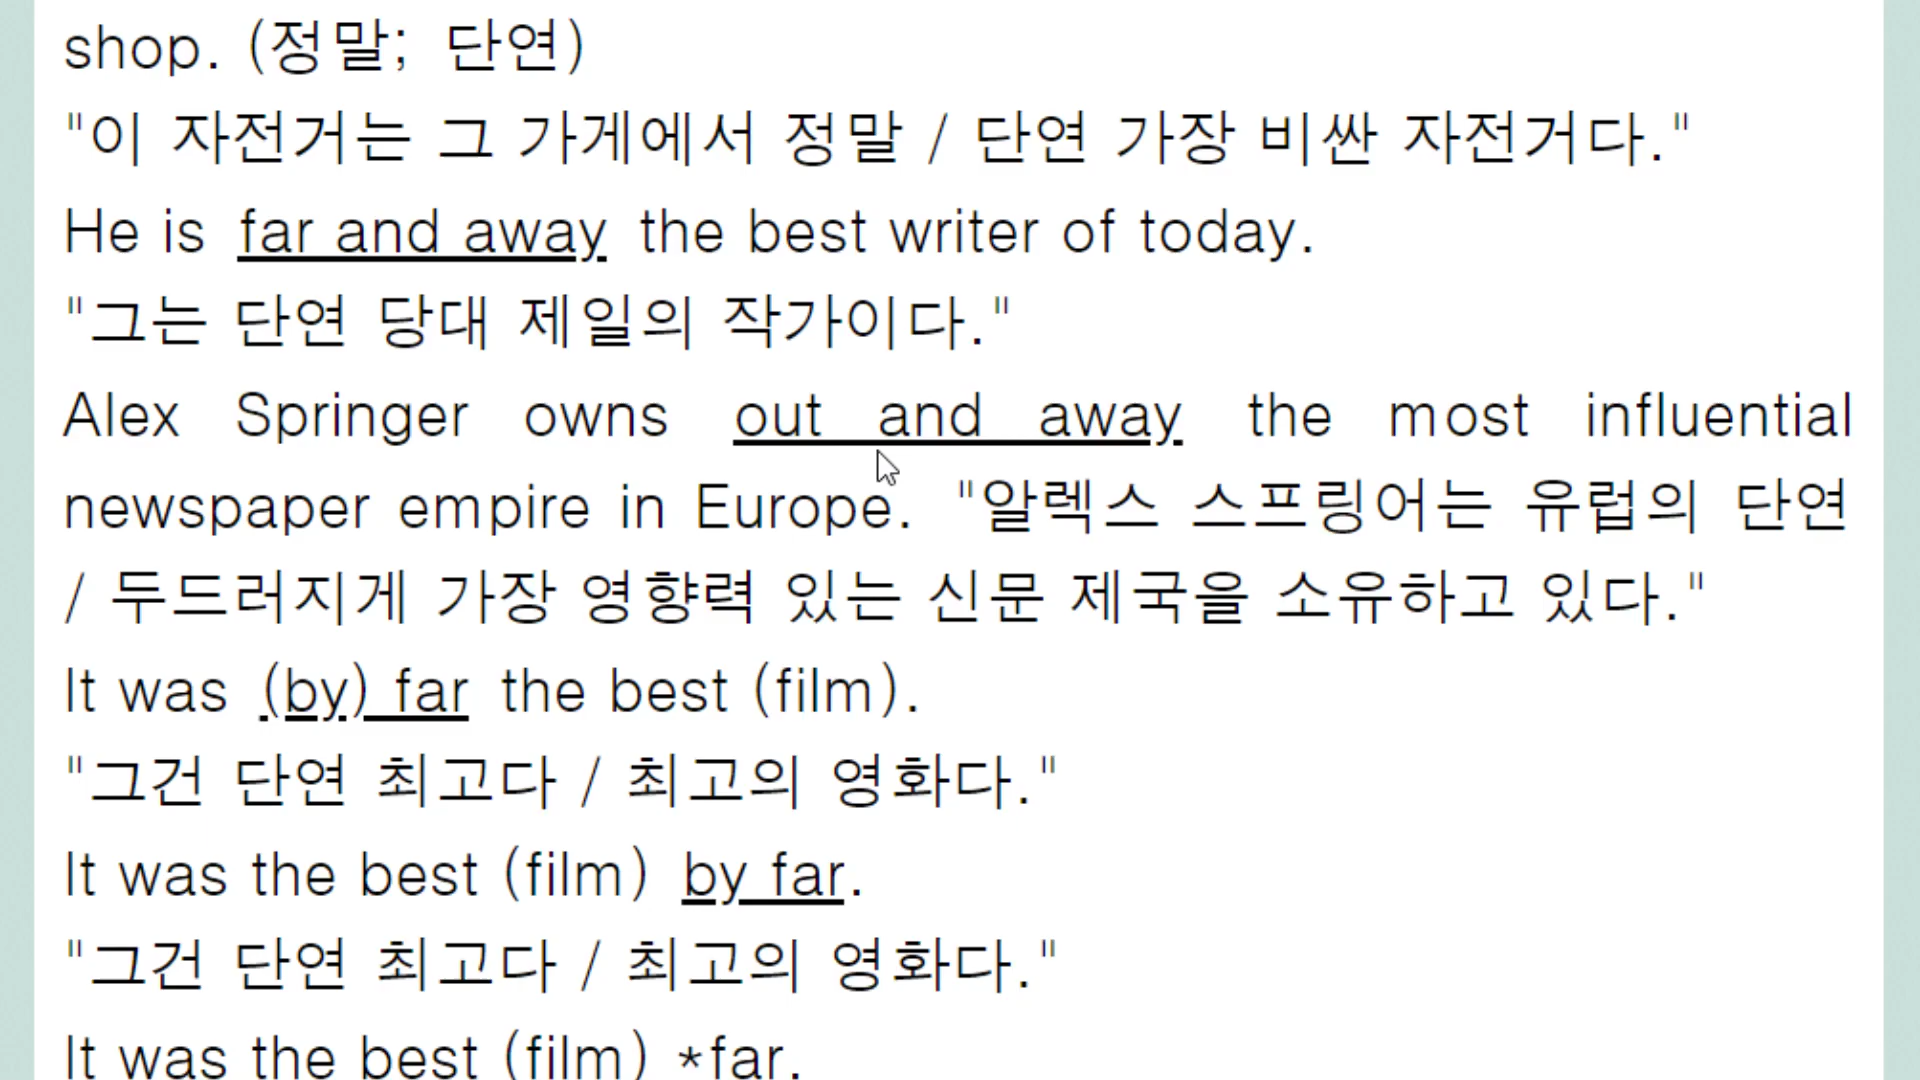 shop. (정말; 단연)
"이 자전거는 그 가게에서 정말 / 단연 가장 비싼 자전거다."
He is far and away the best writer of today.
"그는 단연 당대 제일의 작가이다."
Alex Springer owns out and away the most influential
newspaper empire in Europe. "알렉스 스프링어는 유럽의 단연
/ 두드러지게 가장 영향력 있는 신문 제국을 소유하고 있다."
It was (by) far the best (film).
"그건 단연 최고다 / 최고의 영화다."
It was the best (film) by far.
"그건 단연 최고다 / 최고의 영화다."
It was the best (film) *far.